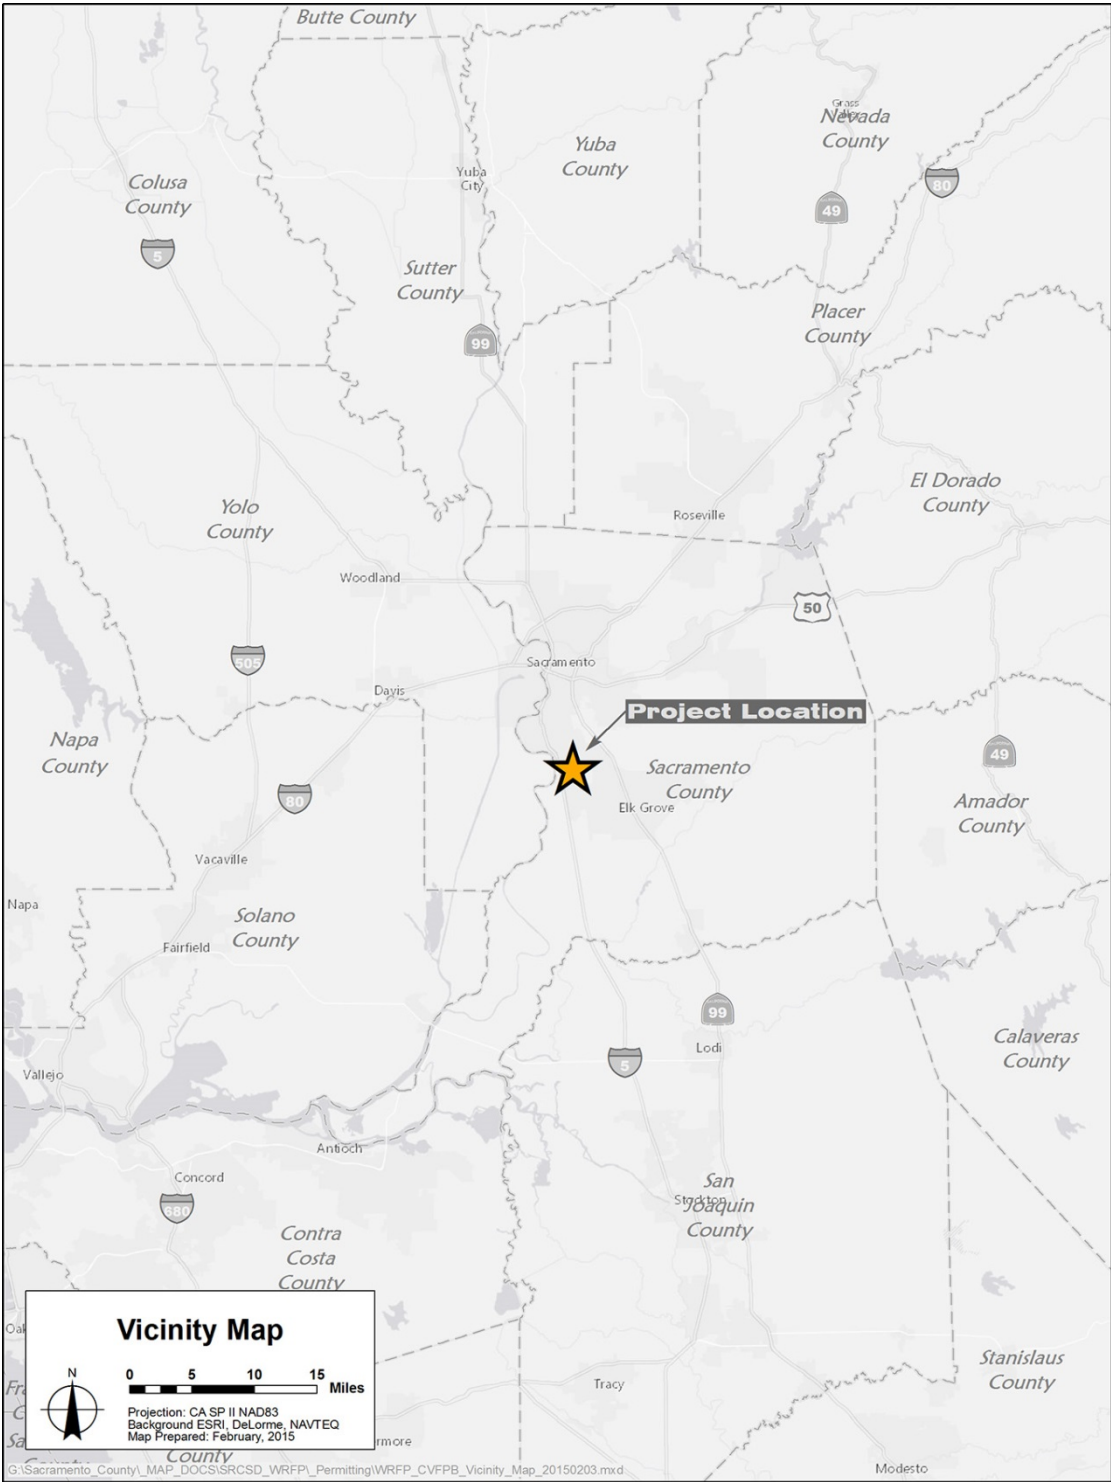 Butte County
Grass
Nevada
County
Yuba
County
Yuba
City
80
Colusa
County
49
5
Sutter
County
Placer
County
99
El Dorado
County
Yolo
County
Roseville
Woodland
50
505
Sacramento
Davis
Project Location
Napa
County
49
Sacramento
County
80
Elk Grove
Amador
County
Vacaville
Napa
Solano
County
Fairfield
99
Calaveras
County
Lodi
5
Vallejo
Antioch
Concord
San
Joaquin
County
Stockton
680
Contra
Costa
County
Vicinity Map
N
0 5 10 15
Miles
Projection: CA SP II NAD83
Background ESRI, DeLorme, NAVTEQ
Map Prepared: February, 2015
Oak
Fra
C
Sa
County
Stanislaus
County
Tracy
ermore
Modesto
G:\Sacramento_County\_MAP_DOCS\SRCSD_WRFP\_Permitting\WRFP_CVFPB_Vicinity_Map_20150203.mxd